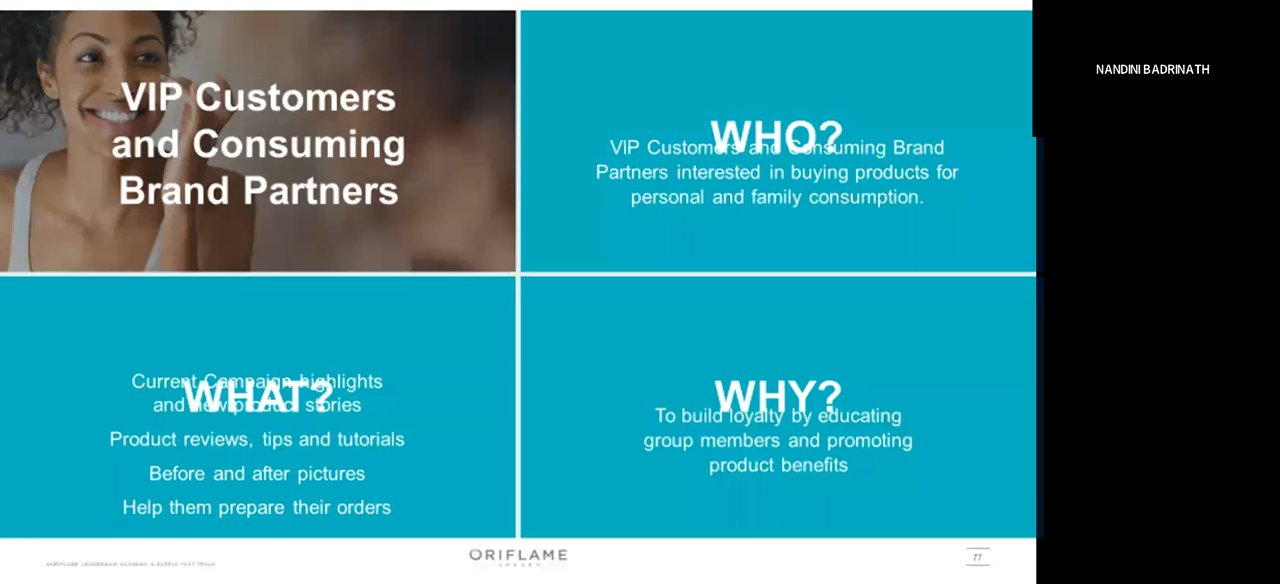 VIP Customers
and Consuming
Brand Partners
WHO?
VIP Customers and Consuming Brand
Partners interested in buying products for
personal and family consumption.
WHAT?
Current Campaign highlights
and new product stories
Product reviews, tips and tutorials
Before and after pictures
Help them prepare their orders
WHY?
To build loyalty by educating
group members and promoting
product benefits
ORIFLAME
SWEDEN
77
NANDINI BADRINATH